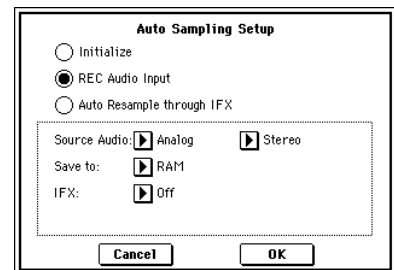 Auto Sampling Setup
Initialize
REC Audio Input
Auto Resample through IFX
Source Audio: Analog Stereo
Save to: RAM
IFX: Off
Cancel OK